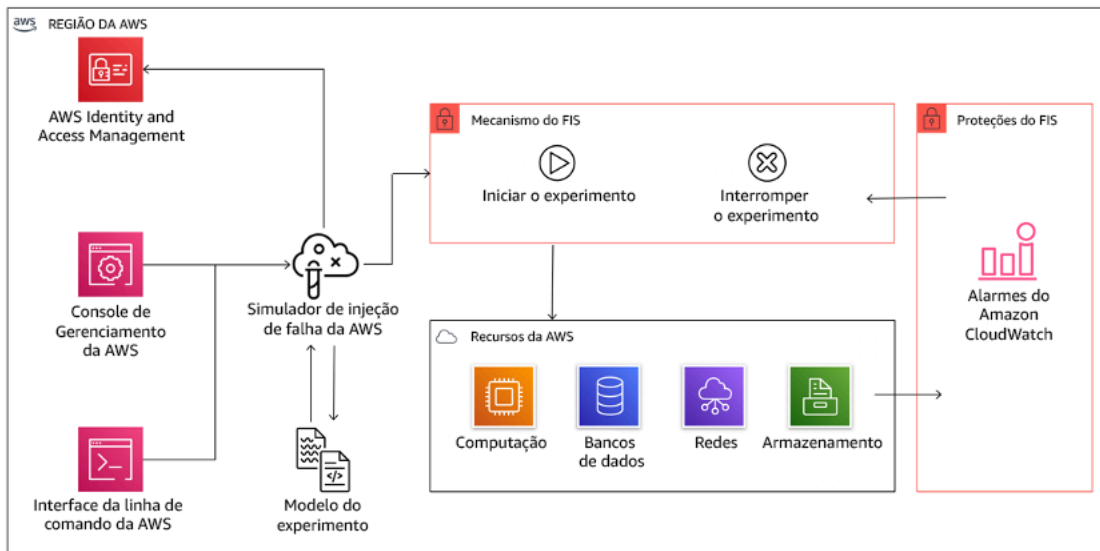 aws
REGIÃO DA AWS
AWS Identity and
Access Management
Console de
Gerenciamento
da AWS
Interface da linha de
comando da AWS
Simulador de injeção
de falha da AWS
</>
Modelo do
experimento
Mecanismo do FIS
Iniciar o experimento
Interromper
o experimento
Recursos da AWS
Computação
Bancos
de dados
Redes
Armazenamento
Proteções do FIS
Alarmes do
Amazon
CloudWatch